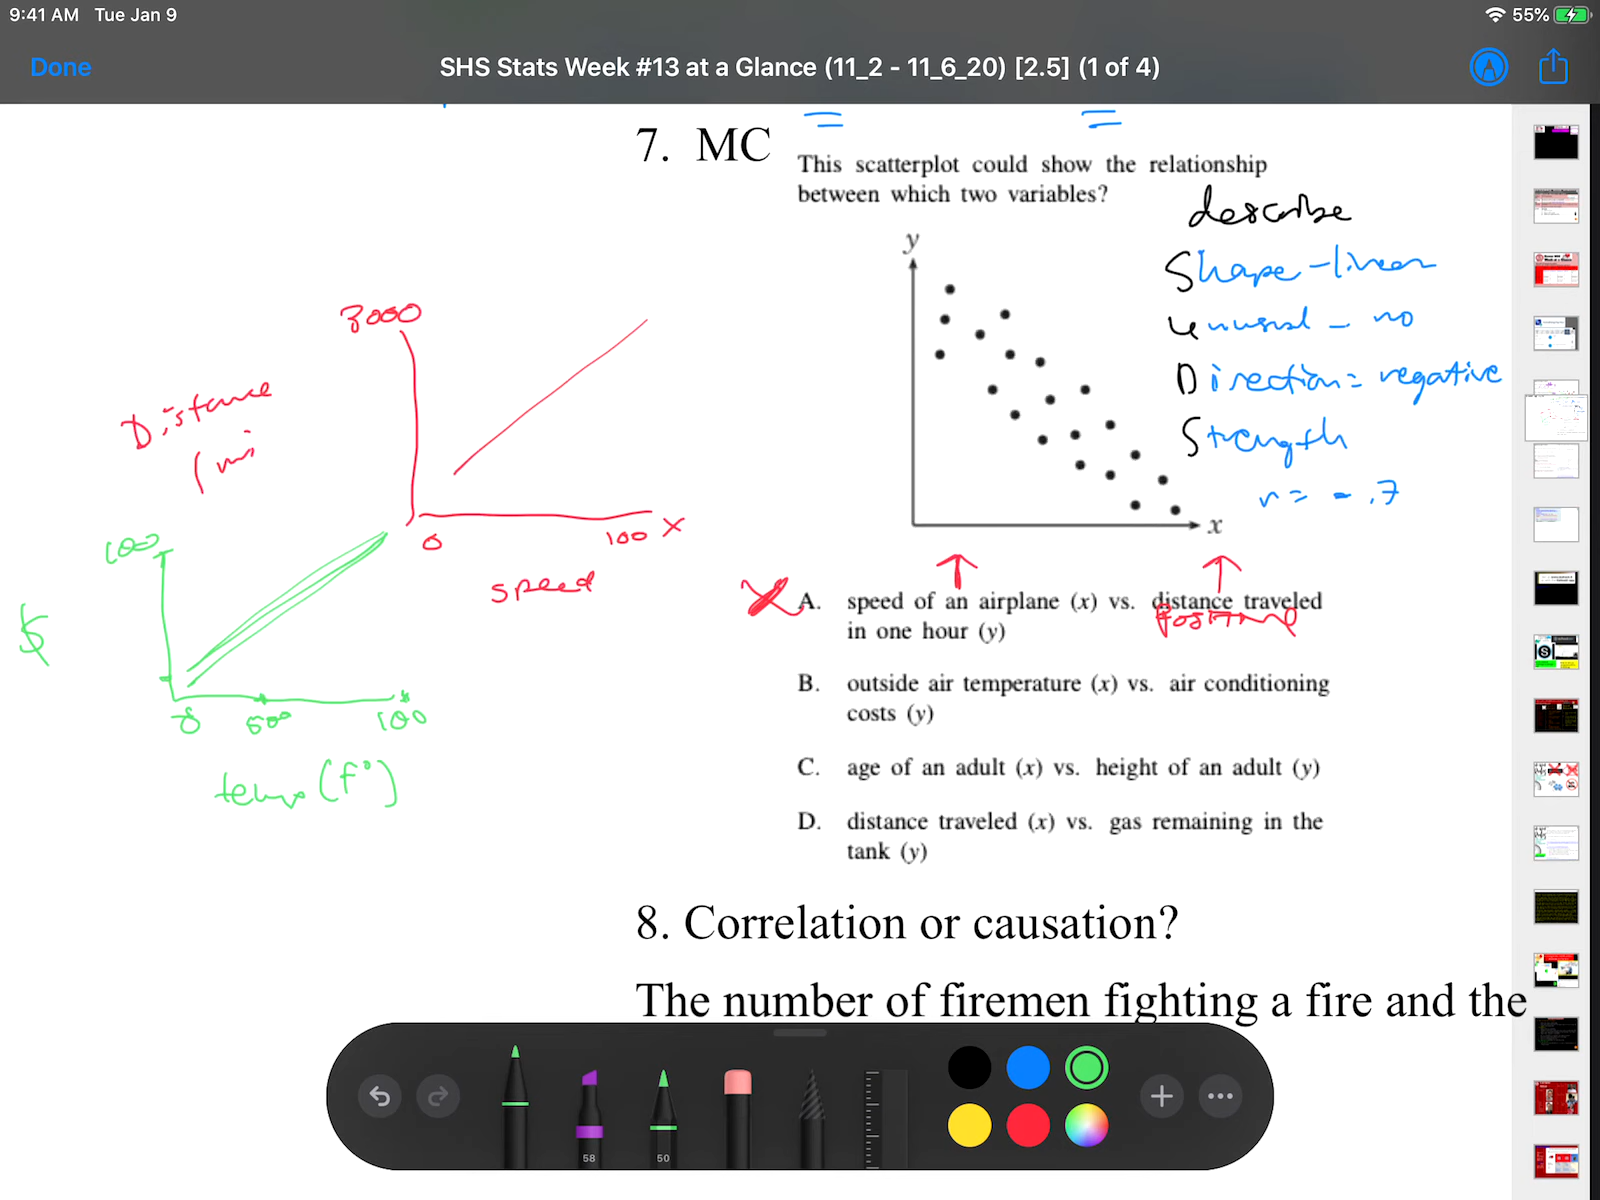 9:41 AM Tue Jan 9
55%
Done
SHS Stats Week #13 at a Glance (11_2 - 11_6_20) [2.5] (1 of 4)
7. MC
This scatterplot could show the relationship
between which two variables?
describe
Shape - linear
Unusual - no
Direction = negative
Strength
r = - .7
y
x
3000
Distance
mi
0
100 x
speed
100
$
500
100
temp (F°)
A. speed of an airplane (x) vs. distance traveled
in one hour (y)
positive
B. outside air temperature (x) vs. air conditioning
costs (y)
C. age of an adult (x) vs. height of an adult (y)
D. distance traveled (x) vs. gas remaining in the
tank (y)
8. Correlation or causation?
The number of firemen fighting a fire and the
58
50